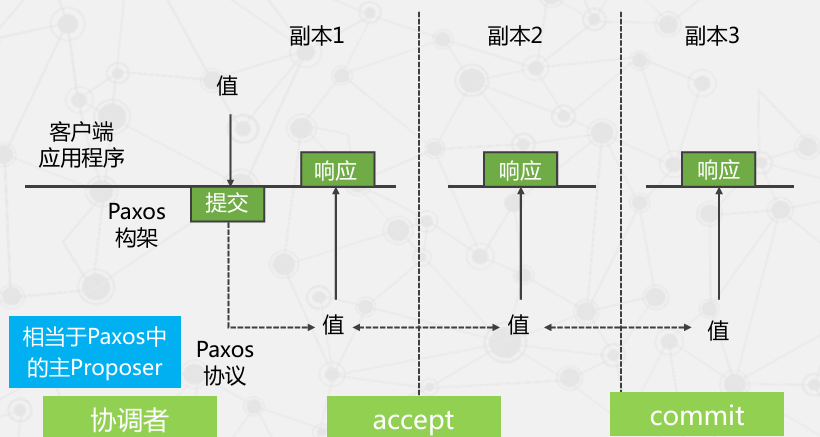 副本1
副本2
副本3
值
客户端
应用程序
响应
响应
响应
提交
Paxos
构架
值
值
值
相当于Paxos中
的主Proposer
Paxos
协议
协调者
accept
commit